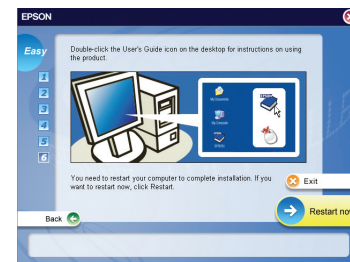 EPSON
Easy
Double-click the User's Guide icon on the desktop for instructions on using
the product.
1
2
3
4
5
6
You need to restart your computer to complete installation. If you
want to restart now, click Restart.
Exit
Restart now
Back